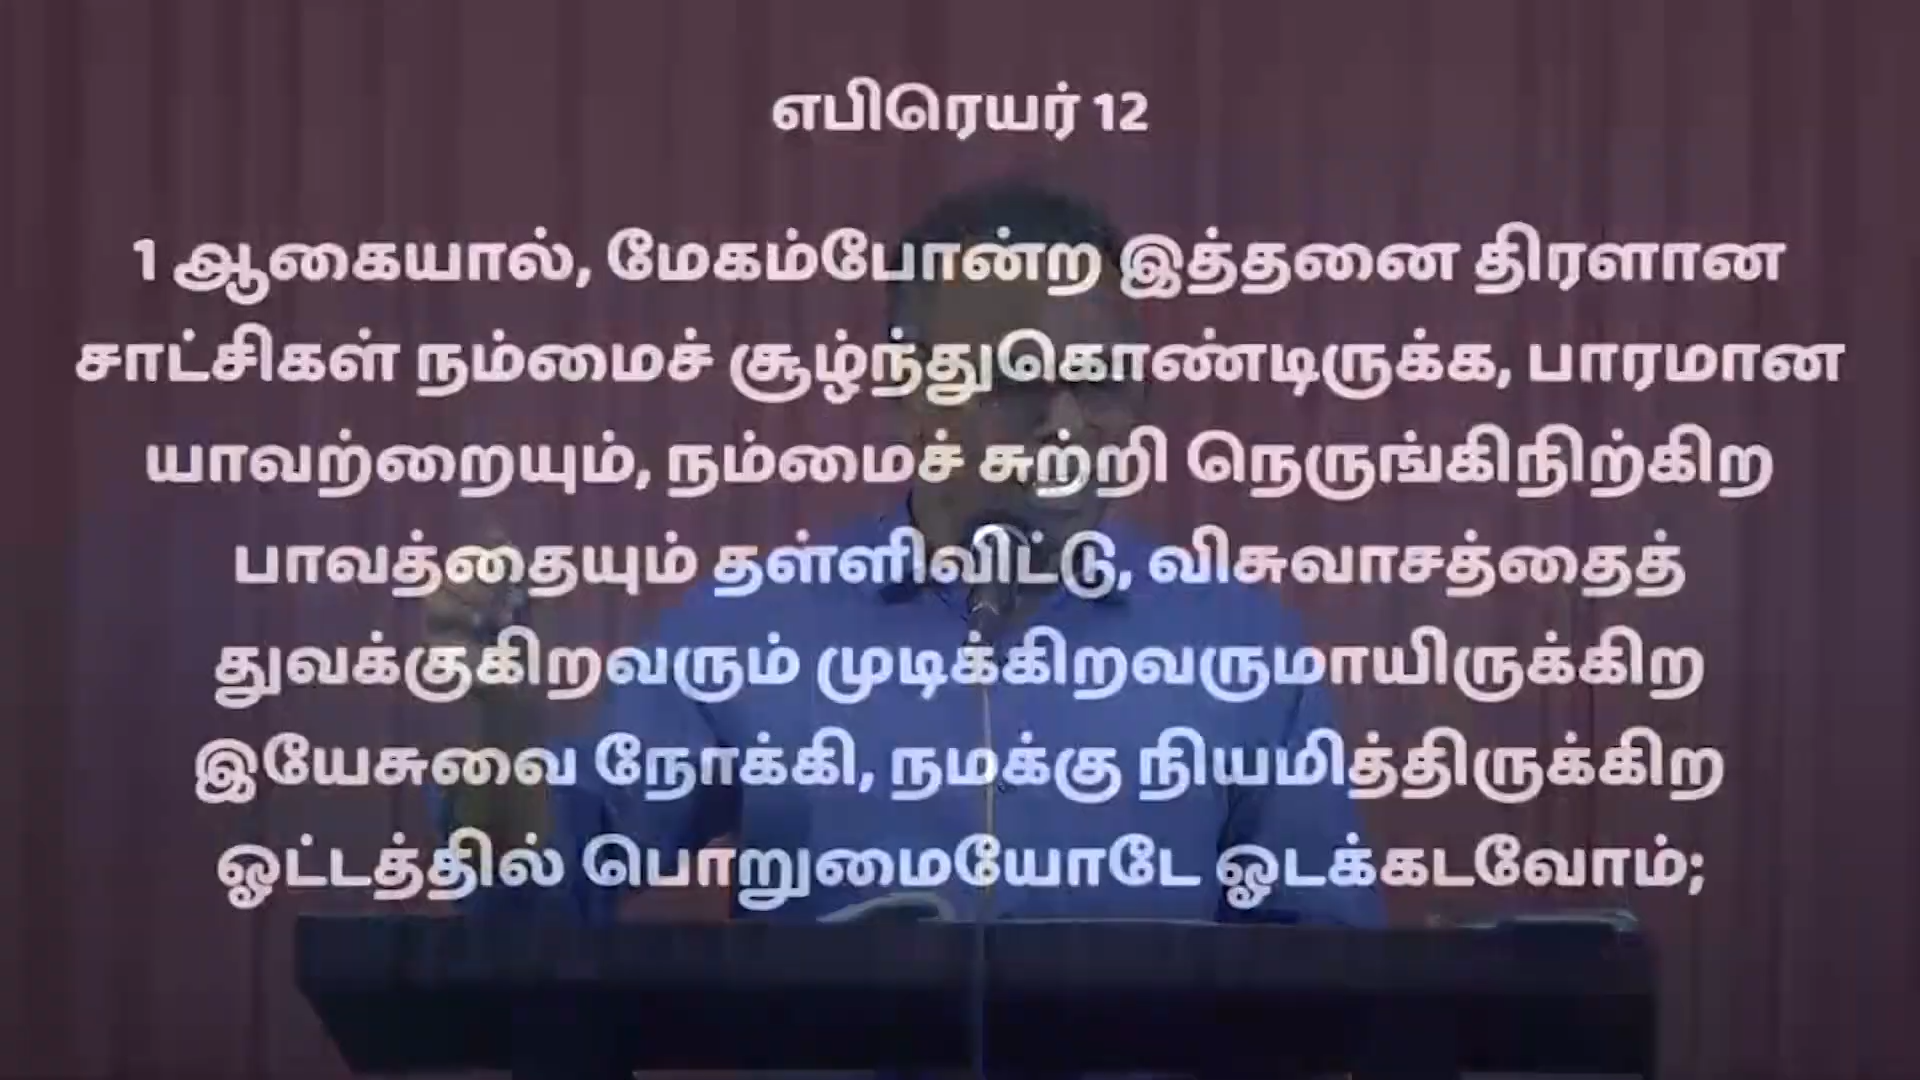 எபிரெயர் 12
1 ஆகையால், மேகம்போன்ற இத்தனை திரளான
சாட்சிகள் நம்மைச் சூழ்ந்துகொண்டிருக்க, பாரமான
யாவற்றையும், நம்மைச் சுற்றி நெருங்கிநிற்கிற
பாவத்தையும் தள்ளிவிட்டு, விசுவாசத்தைத்
துவக்குகிறவரும் முடிக்கிறவருமாயிருக்கிற
இயேசுவை நோக்கி, நமக்கு நியமித்திருக்கிற
ஓட்டத்தில் பொறுமையோடே ஓடக்கடவோம்;